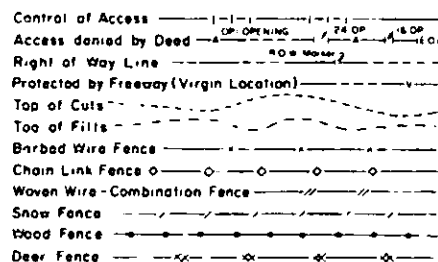 Control of Access
Access denied by Deed A OP-OPENING 24 OP. A 16 OP.
R.O.W. Marker
Right of Way Line
Protected by Freeway (Virgin Location)
Top of Cuts
Toe of Fills
Barbed Wire Fence
Chain Link Fence
Woven Wire-Combination Fence
Snow Fence
Wood Fence
Deer Fence